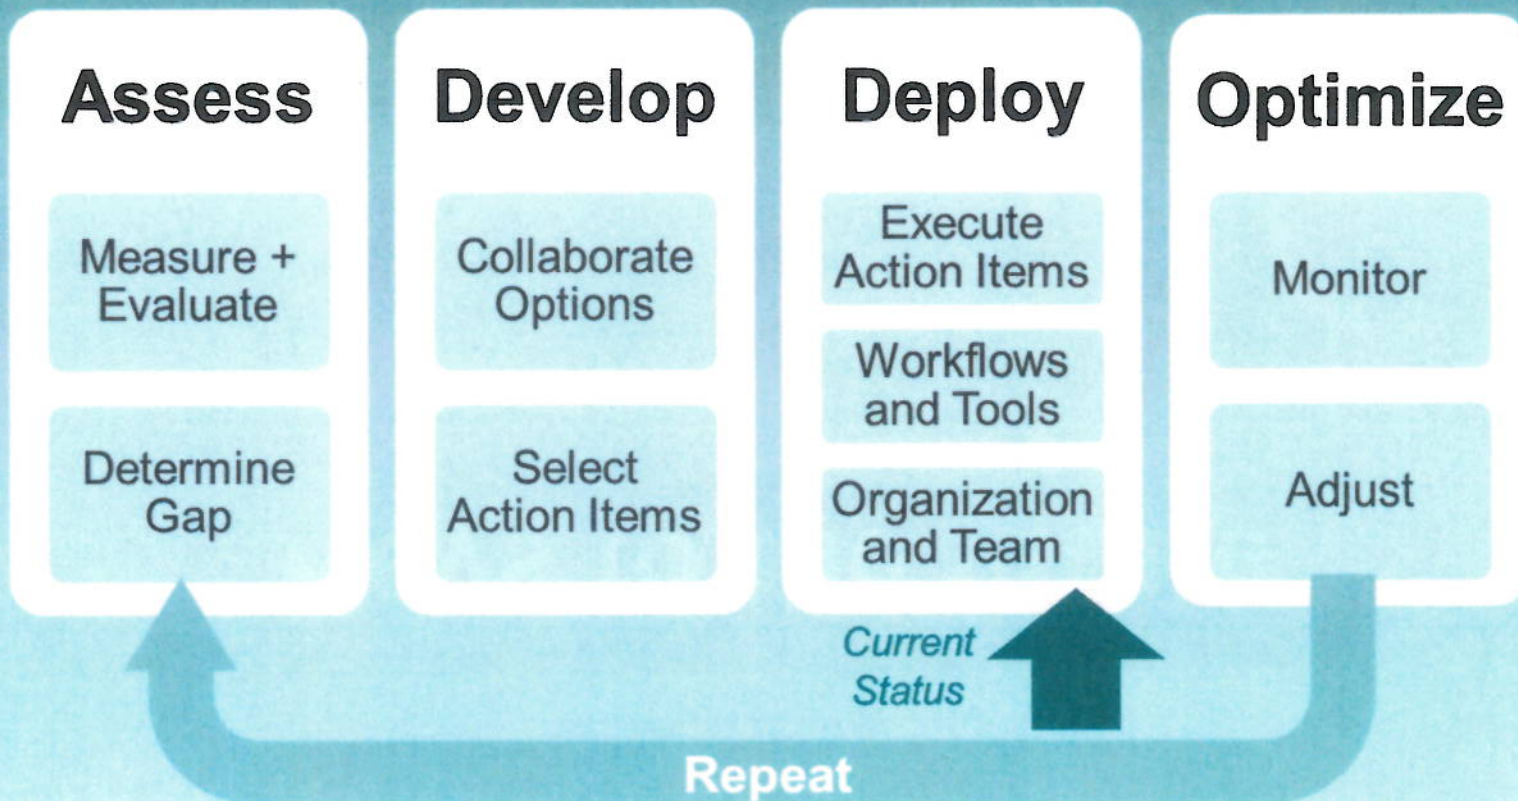 Assess
Measure +
Evaluate
Determine
Gap
Develop
Collaborate
Options
Select
Action Items
Deploy
Execute
Action Items
Workflows
and Tools
Organization
and Team
Optimize
Monitor
Adjust
Current
Status
Repeat